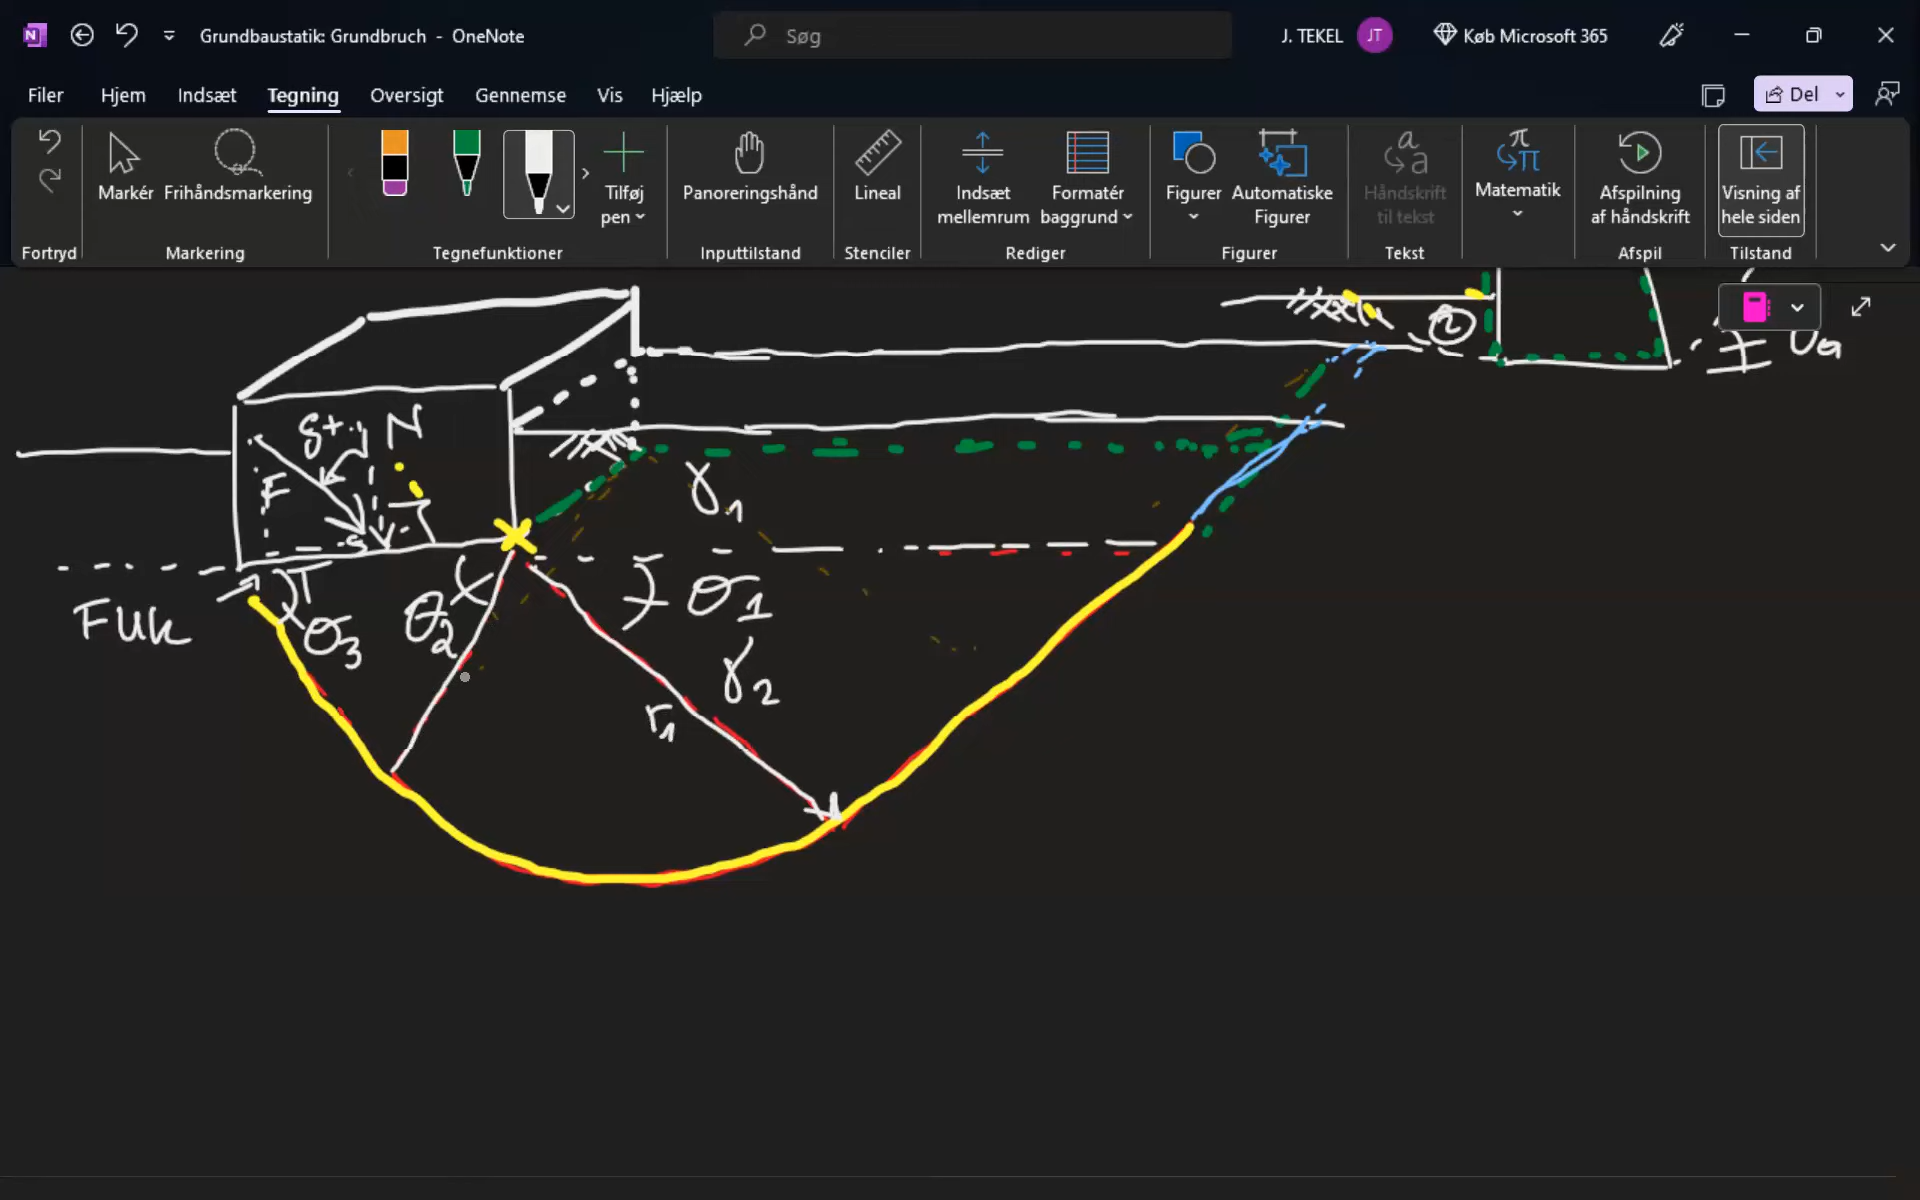 Grundbaustatik: Grundbruch - OneNote
Søg
J. TEKEL
JT
Køb Microsoft 365
Filer
Hjem
Indsæt
Tegning
Oversigt
Gennemse
Vis
Hjælp
Del
Markér
Frihåndsmarkering
Tilføj
pen
Panoreringshånd
Lineal
Indsæt
mellemrum
Formatér
baggrund
Figurer
Automatiske
Figurer
Håndskrift
til tekst
Matematik
Afspilning
af håndskrift
Visning af
hele siden
Fortryd
Markering
Tegnefunktioner
Inputtilstand
Stenciler
Rediger
Figurer
Tekst
Afspil
Tilstand
2
δ+
N
F
γ1
T
FUK
ϑ3
ϑ2
ϑ1
γ2
r1